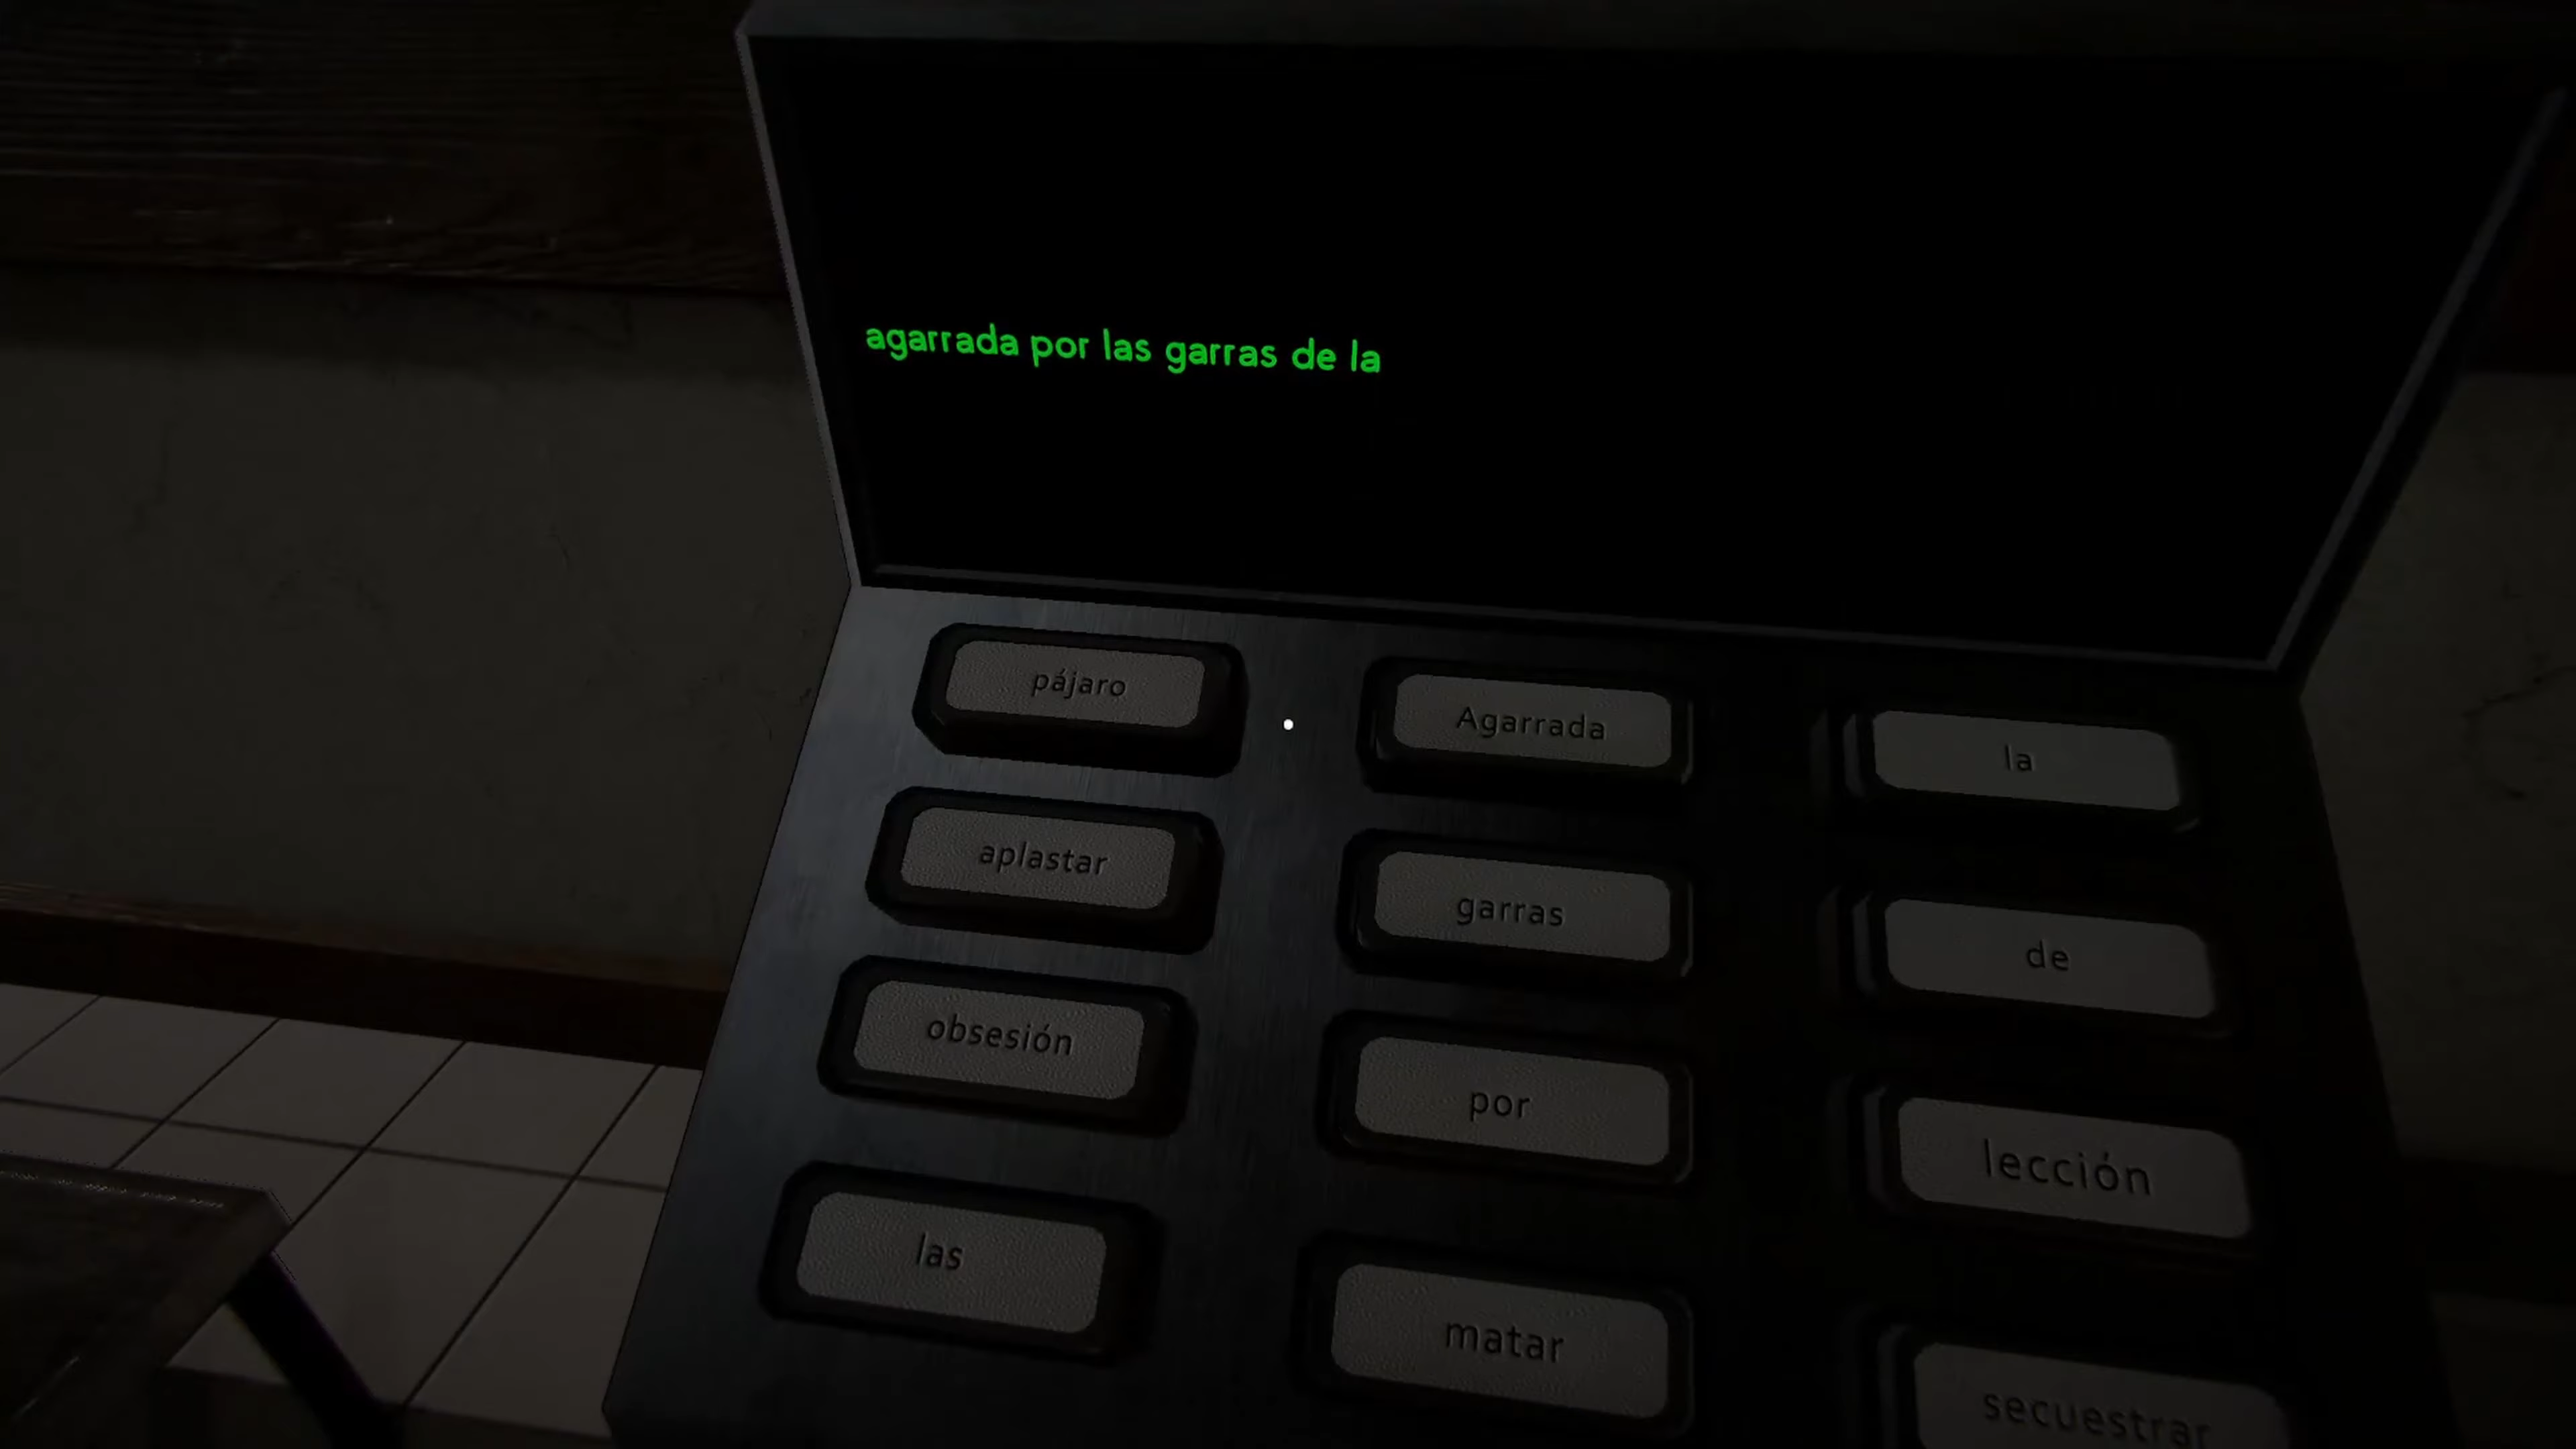 agarrada por las garras de la
pájaro
Agarrada
la
aplastar
garras
de
obsesión
por
lección
las
matar
secuestrar